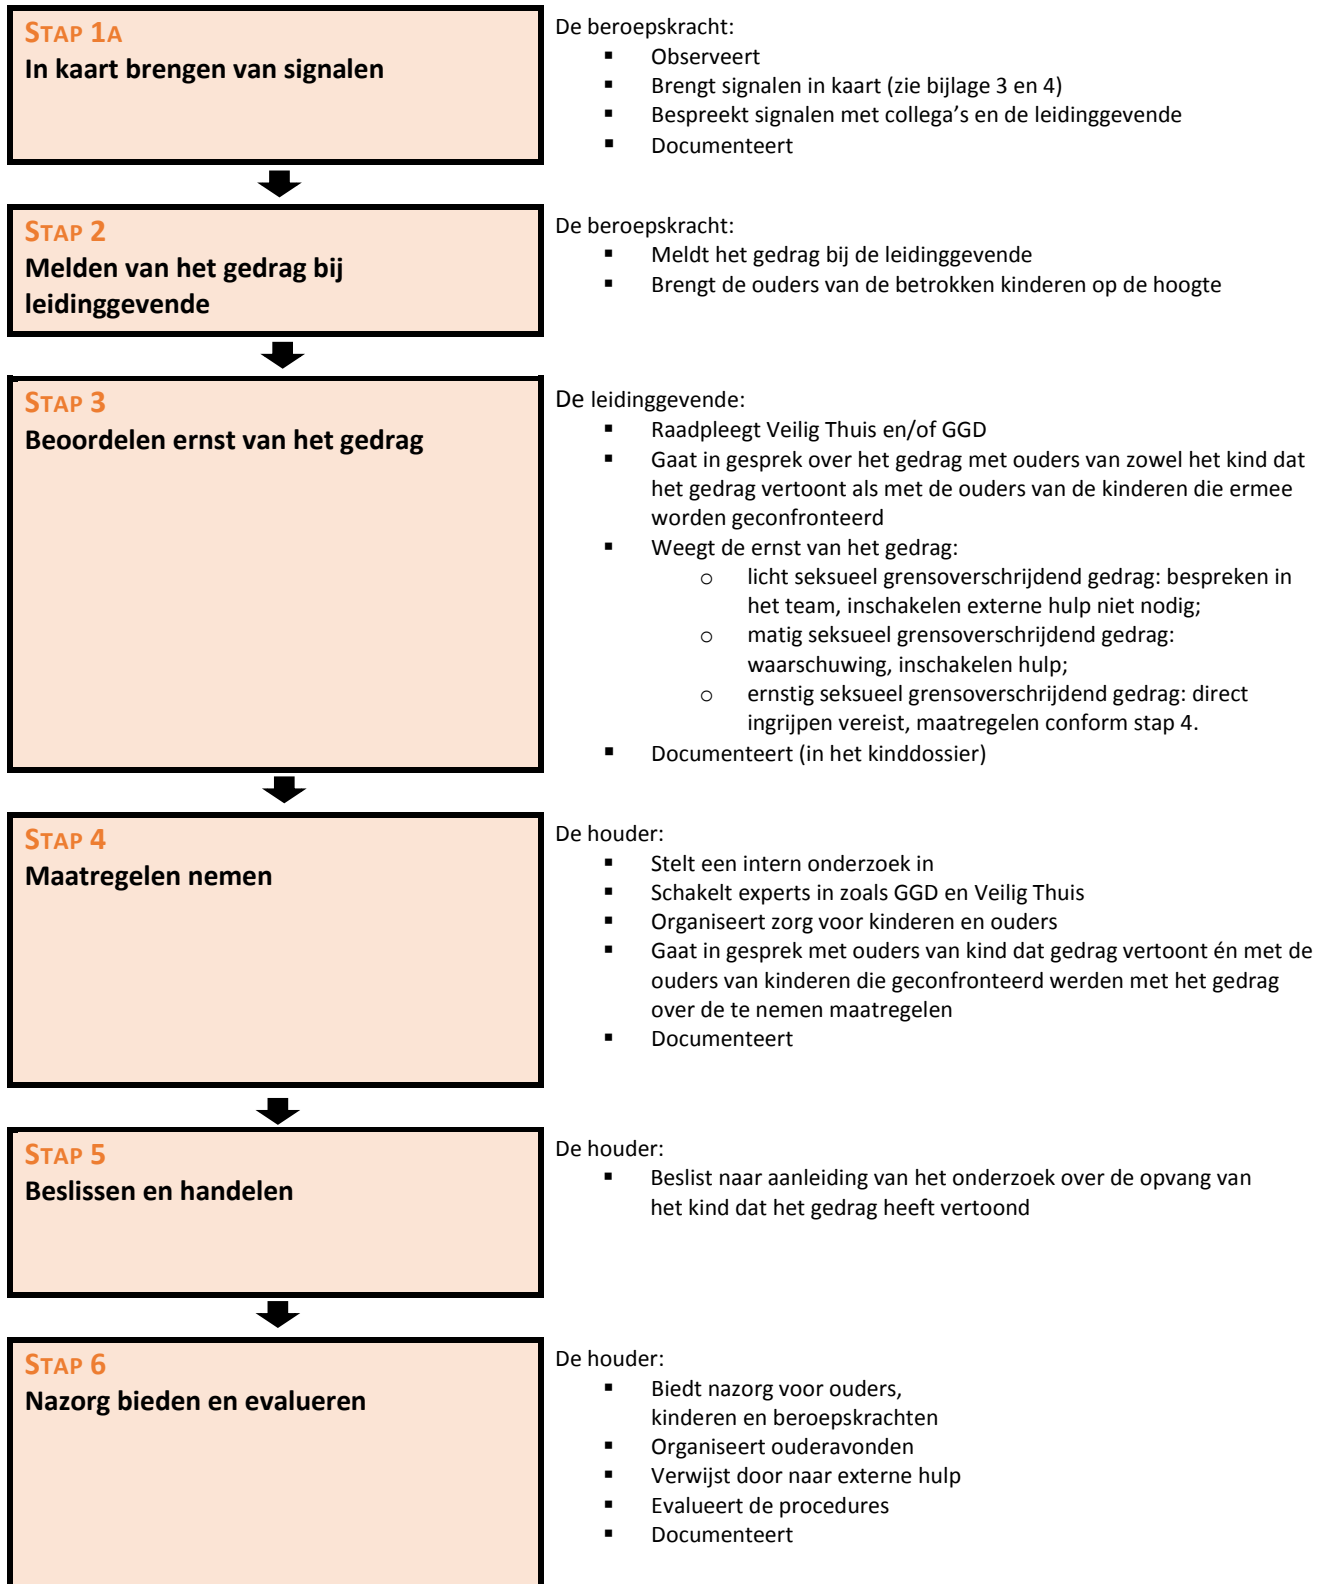 STAP 1A
In kaart brengen van signalen
De beroepskracht:
▪ Observeert
▪ Brengt signalen in kaart (zie bijlage 3 en 4)
▪ Bespreekt signalen met collega’s en de leidinggevende
▪ Documenteert
STAP 2
Melden van het gedrag bij
leidinggevende
De beroepskracht:
▪ Meldt het gedrag bij de leidinggevende
▪ Brengt de ouders van de betrokken kinderen op de hoogte
STAP 3
Beoordelen ernst van het gedrag
De leidinggevende:
▪ Raadpleegt Veilig Thuis en/of GGD
▪ Gaat in gesprek over het gedrag met ouders van zowel het kind dat
het gedrag vertoont als met de ouders van de kinderen die ermee
worden geconfronteerd
▪ Weegt de ernst van het gedrag:
o licht seksueel grensoverschrijdend gedrag: bespreken in
het team, inschakelen externe hulp niet nodig;
o matig seksueel grensoverschrijdend gedrag:
waarschuwing, inschakelen hulp;
o ernstig seksueel grensoverschrijdend gedrag: direct
ingrijpen vereist, maatregelen conform stap 4.
▪ Documenteert (in het kinddossier)
STAP 4
Maatregelen nemen
De houder:
▪ Stelt een intern onderzoek in
▪ Schakelt experts in zoals GGD en Veilig Thuis
▪ Organiseert zorg voor kinderen en ouders
▪ Gaat in gesprek met ouders van kind dat gedrag vertoont én met de
ouders van kinderen die geconfronteerd werden met het gedrag
over de te nemen maatregelen
▪ Documenteert
STAP 5
Beslissen en handelen
De houder:
▪ Beslist naar aanleiding van het onderzoek over de opvang van
het kind dat het gedrag heeft vertoond
STAP 6
Nazorg bieden en evalueren
De houder:
▪ Biedt nazorg voor ouders,
kinderen en beroepskrachten
▪ Organiseert ouderavonden
▪ Verwijst door naar externe hulp
▪ Evalueert de procedures
▪ Documenteert